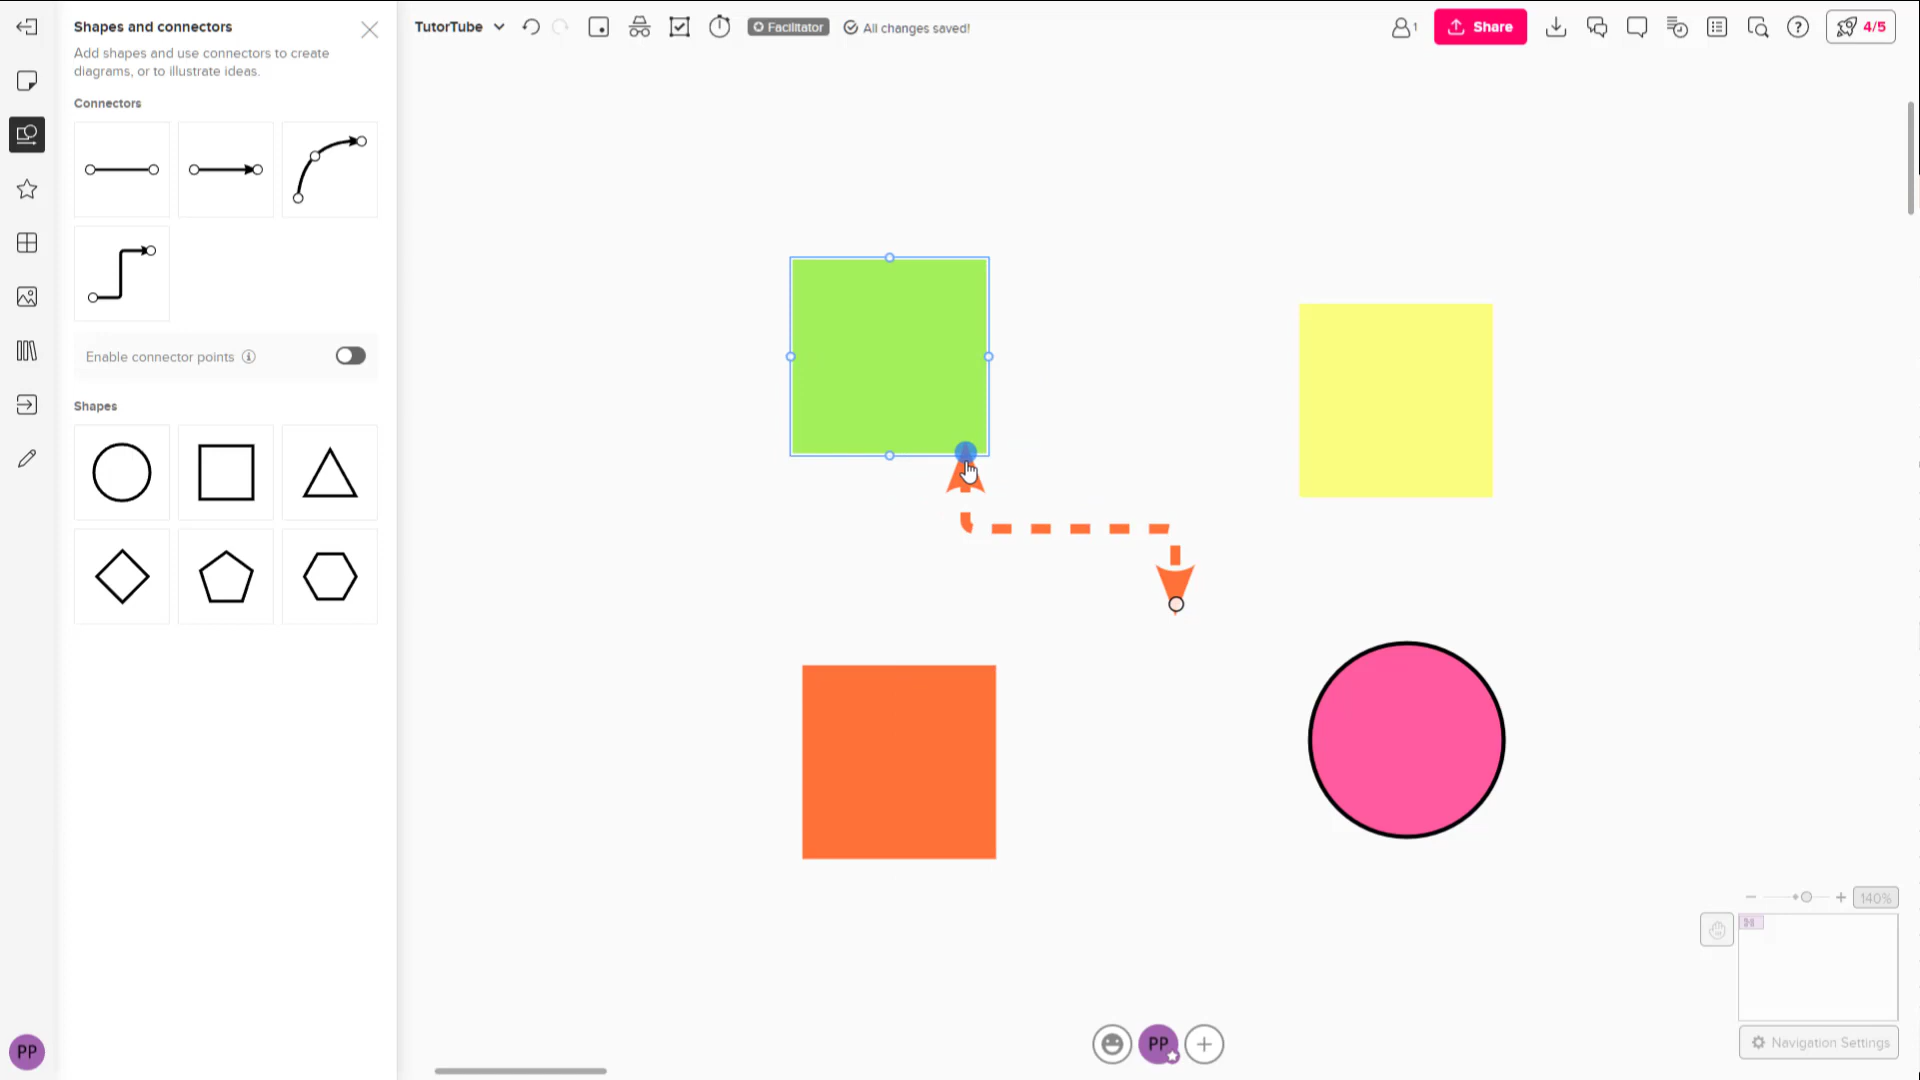 Shapes and connectors
Add shapes and use connectors to create
diagrams, or to illustrate ideas.
Connectors
Enable connector points
Shapes
TutorTube
Facilitator
All changes saved!
1
Share
4/5
140%
Navigation Settings
PP
PP